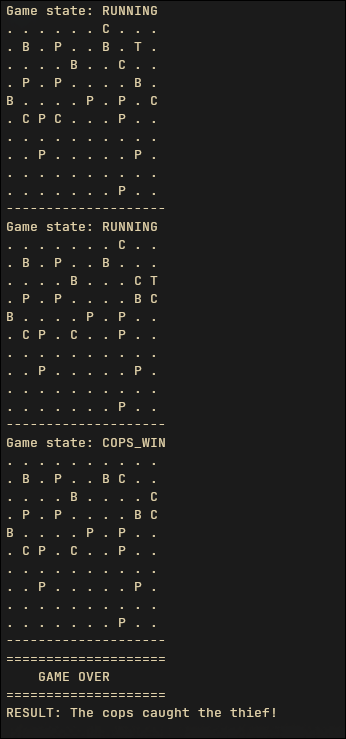 Game state: RUNNING
. . . . . . C . . .
. B . P . . B . T .
. . . . B . . C . .
. P . P . . . . B .
B . . . . P . P . C
. C P C . . . P . .
. . . . . . . . . .
. . P . . . . . P .
. . . . . . . . . .
. . . . . . . P . .
--------------------
Game state: RUNNING
. . . . . . . C . .
. B . P . . B . . .
. . . . B . . . C T
. P . P . . . . B C
B . . . . P . P . .
. C P . C . . P . .
. . . . . . . . . .
. . P . . . . . P .
. . . . . . . . . .
. . . . . . . P . .
--------------------
Game state: COPS_WIN
. . . . . . . . . .
. B . P . . B C . .
. . . . B . . . . C
. P . P . . . . B C
B . . . . P . P . .
. C P . C . . P . .
. . . . . . . . . .
. . P . . . . . P .
. . . . . . . . . .
. . . . . . . P . .
--------------------
====================
    GAME OVER
====================
RESULT: The cops caught the thief!